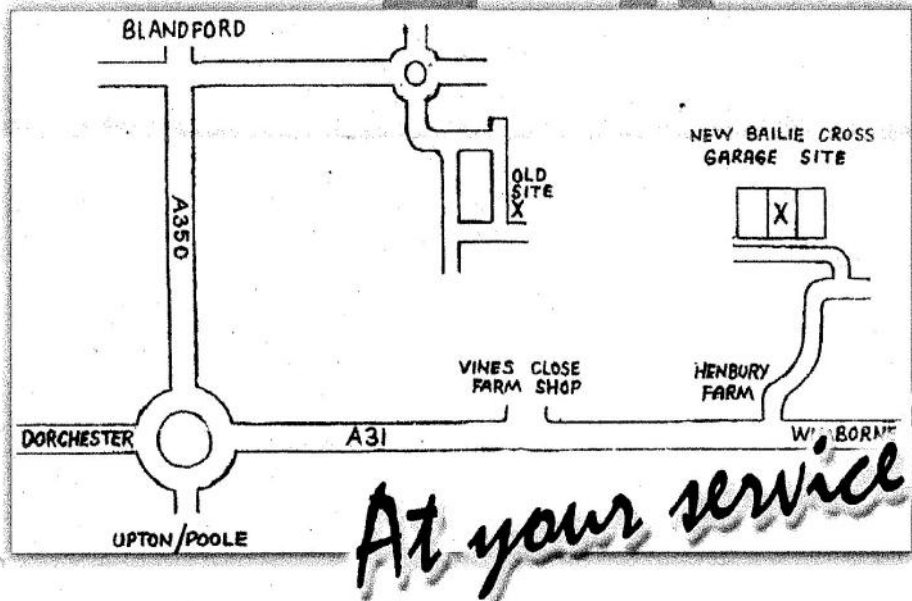 BLANDFORD
A350
OLD
SITE
X
NEW BAILIE CROSS
GARAGE SITE
X
VINES CLOSE
FARM SHOP
HENBURY
FARM
DORCHESTER
A31
WIMBORNE
UPTON/POOLE
At your service